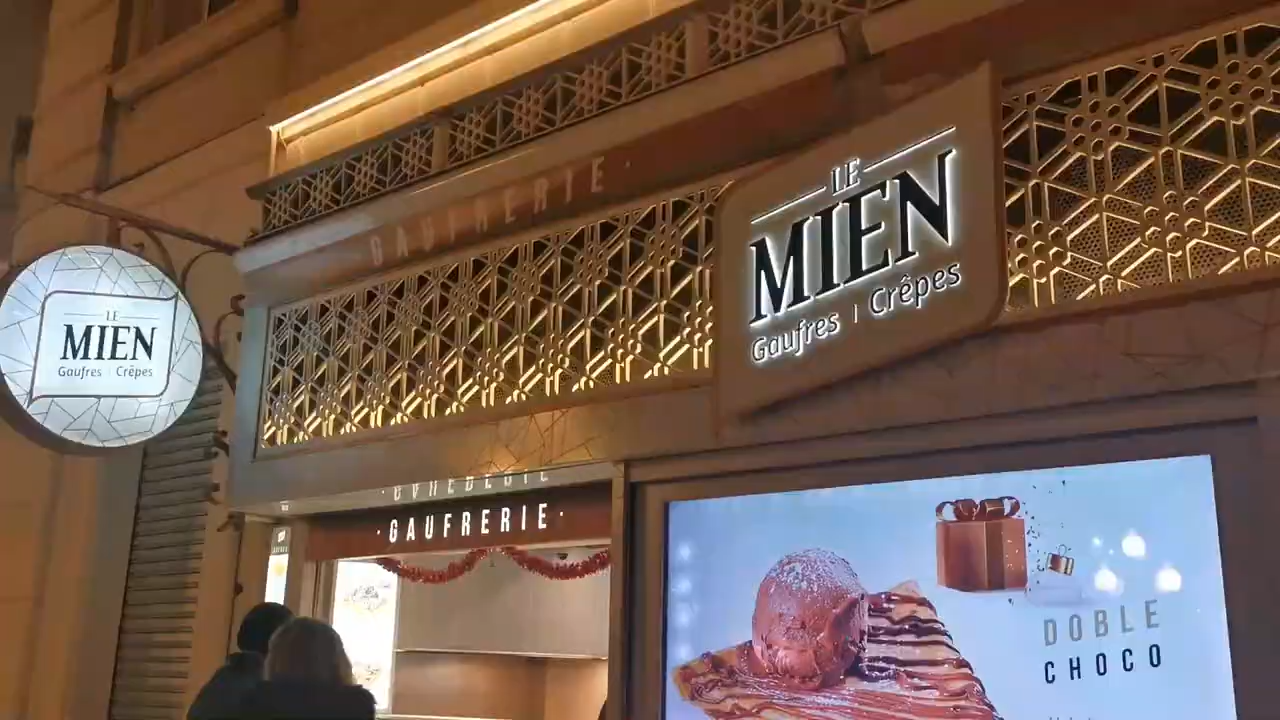 LE
MIEN
Gaufres | Crêpes
GAUFRERIE ·
LE
MIEN
Gaufres | Crêpes
· GAUFRERIE ·
DOBLE
CHOCO